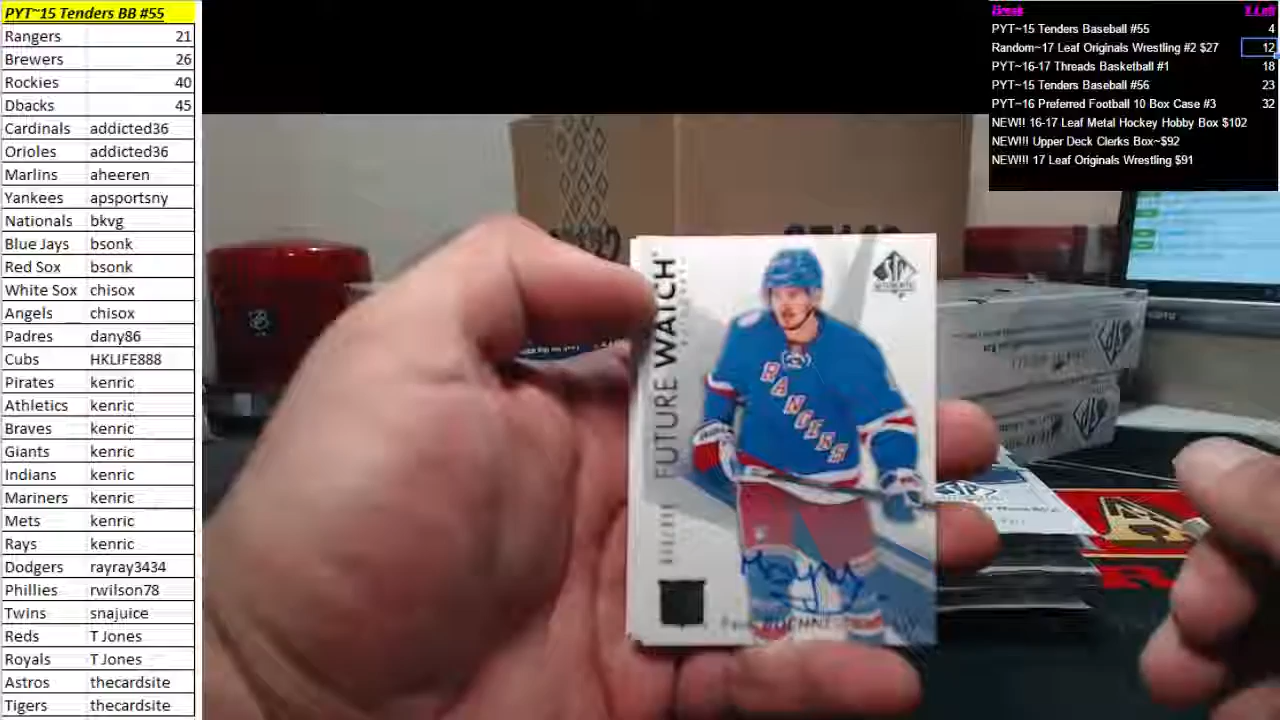 PYT~15 Tenders BB #55
Rangers 21
Brewers 26
Rockies 40
Dbacks 45
Cardinals addicted36
Orioles addicted36
Marlins aheeren
Yankees apsportsny
Nationals bkvg
Blue Jays bsonk
Red Sox bsonk
White Sox chisox
Angels chisox
Padres dany86
Cubs HKLIFE888
Pirates kenric
Athletics kenric
Braves kenric
Giants kenric
Indians kenric
Mariners kenric
Mets kenric
Rays kenric
Dodgers rayray3434
Phillies rwilson78
Twins snajuice
Reds T Jones
Royals T Jones
Astros thecardsite
Tigers thecardsite
Break
PYT~15 Tenders Baseball #55 4
Random~17 Leaf Originals Wrestling #2 $27 12
PYT~16-17 Threads Basketball #1 18
PYT~15 Tenders Baseball #56 23
PYT~16 Preferred Football 10 Box Case #3 32
NEW!! 16-17 Leaf Metal Hockey Hobby Box $102
NEW!!! Upper Deck Clerks Box~$92
NEW!!! 17 Leaf Originals Wrestling $91
FUTURE WATCH
SP
AUTHENTIC
RANGERS